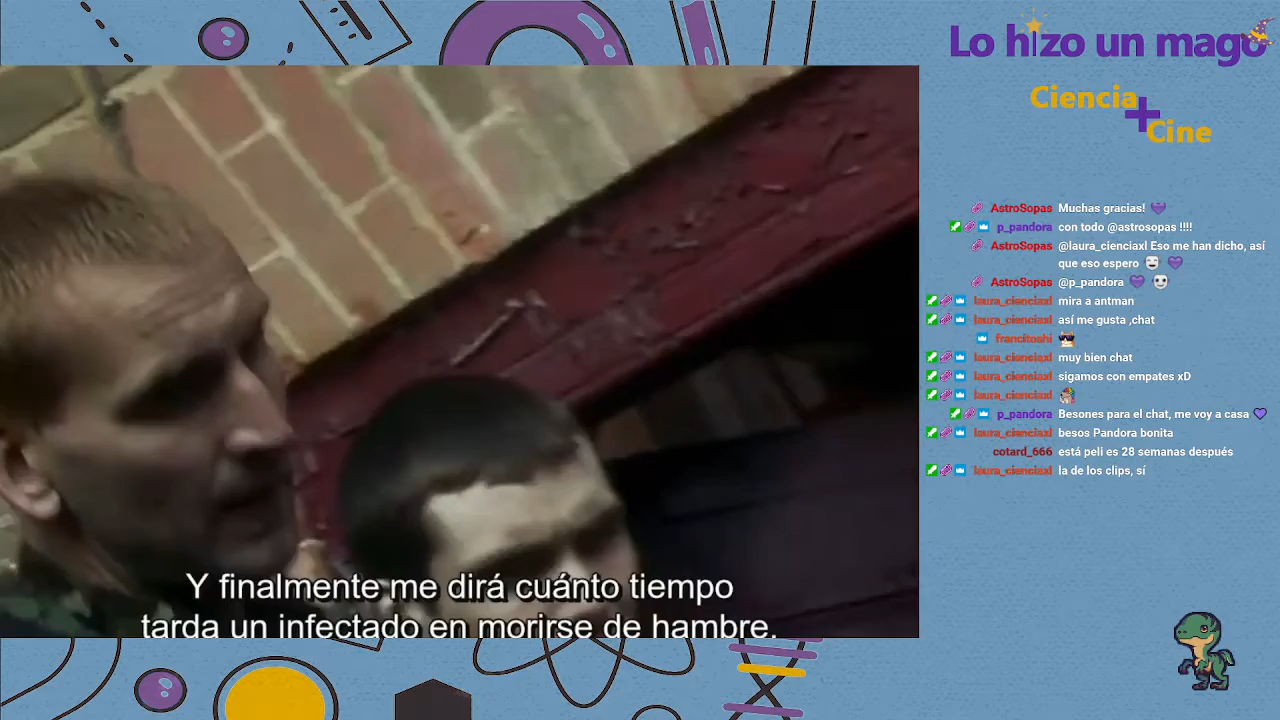 Lo hizo un mago
Ciencia
+
Cine
AstroSopas Muchas gracias!
p_pandora con todo @astrosopas !!!!
AstroSopas @laura_cienciaxl Eso me han dicho, así
que eso espero
AstroSopas @p_pandora
laura_cienciaxl mira a antman
laura_cienciaxl así me gusta ,chat
francitoshi
laura_cienciaxl muy bien chat
laura_cienciaxl sigamos con empates xD
laura_cienciaxl
p_pandora Besones para el chat, me voy a casa
laura_cienciaxl besos Pandora bonita
cotard_666 está peli es 28 semanas después
laura_cienciaxl la de los clips, sí
Y finalmente me dirá cuánto tiempo
tarda un infectado en morirse de hambre.